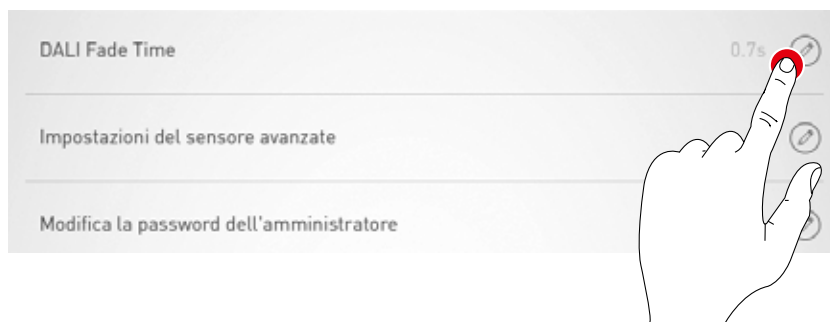 DALI Fade Time 0.7s
Impostazioni del sensore avanzate
Modifica la password dell'amministratore